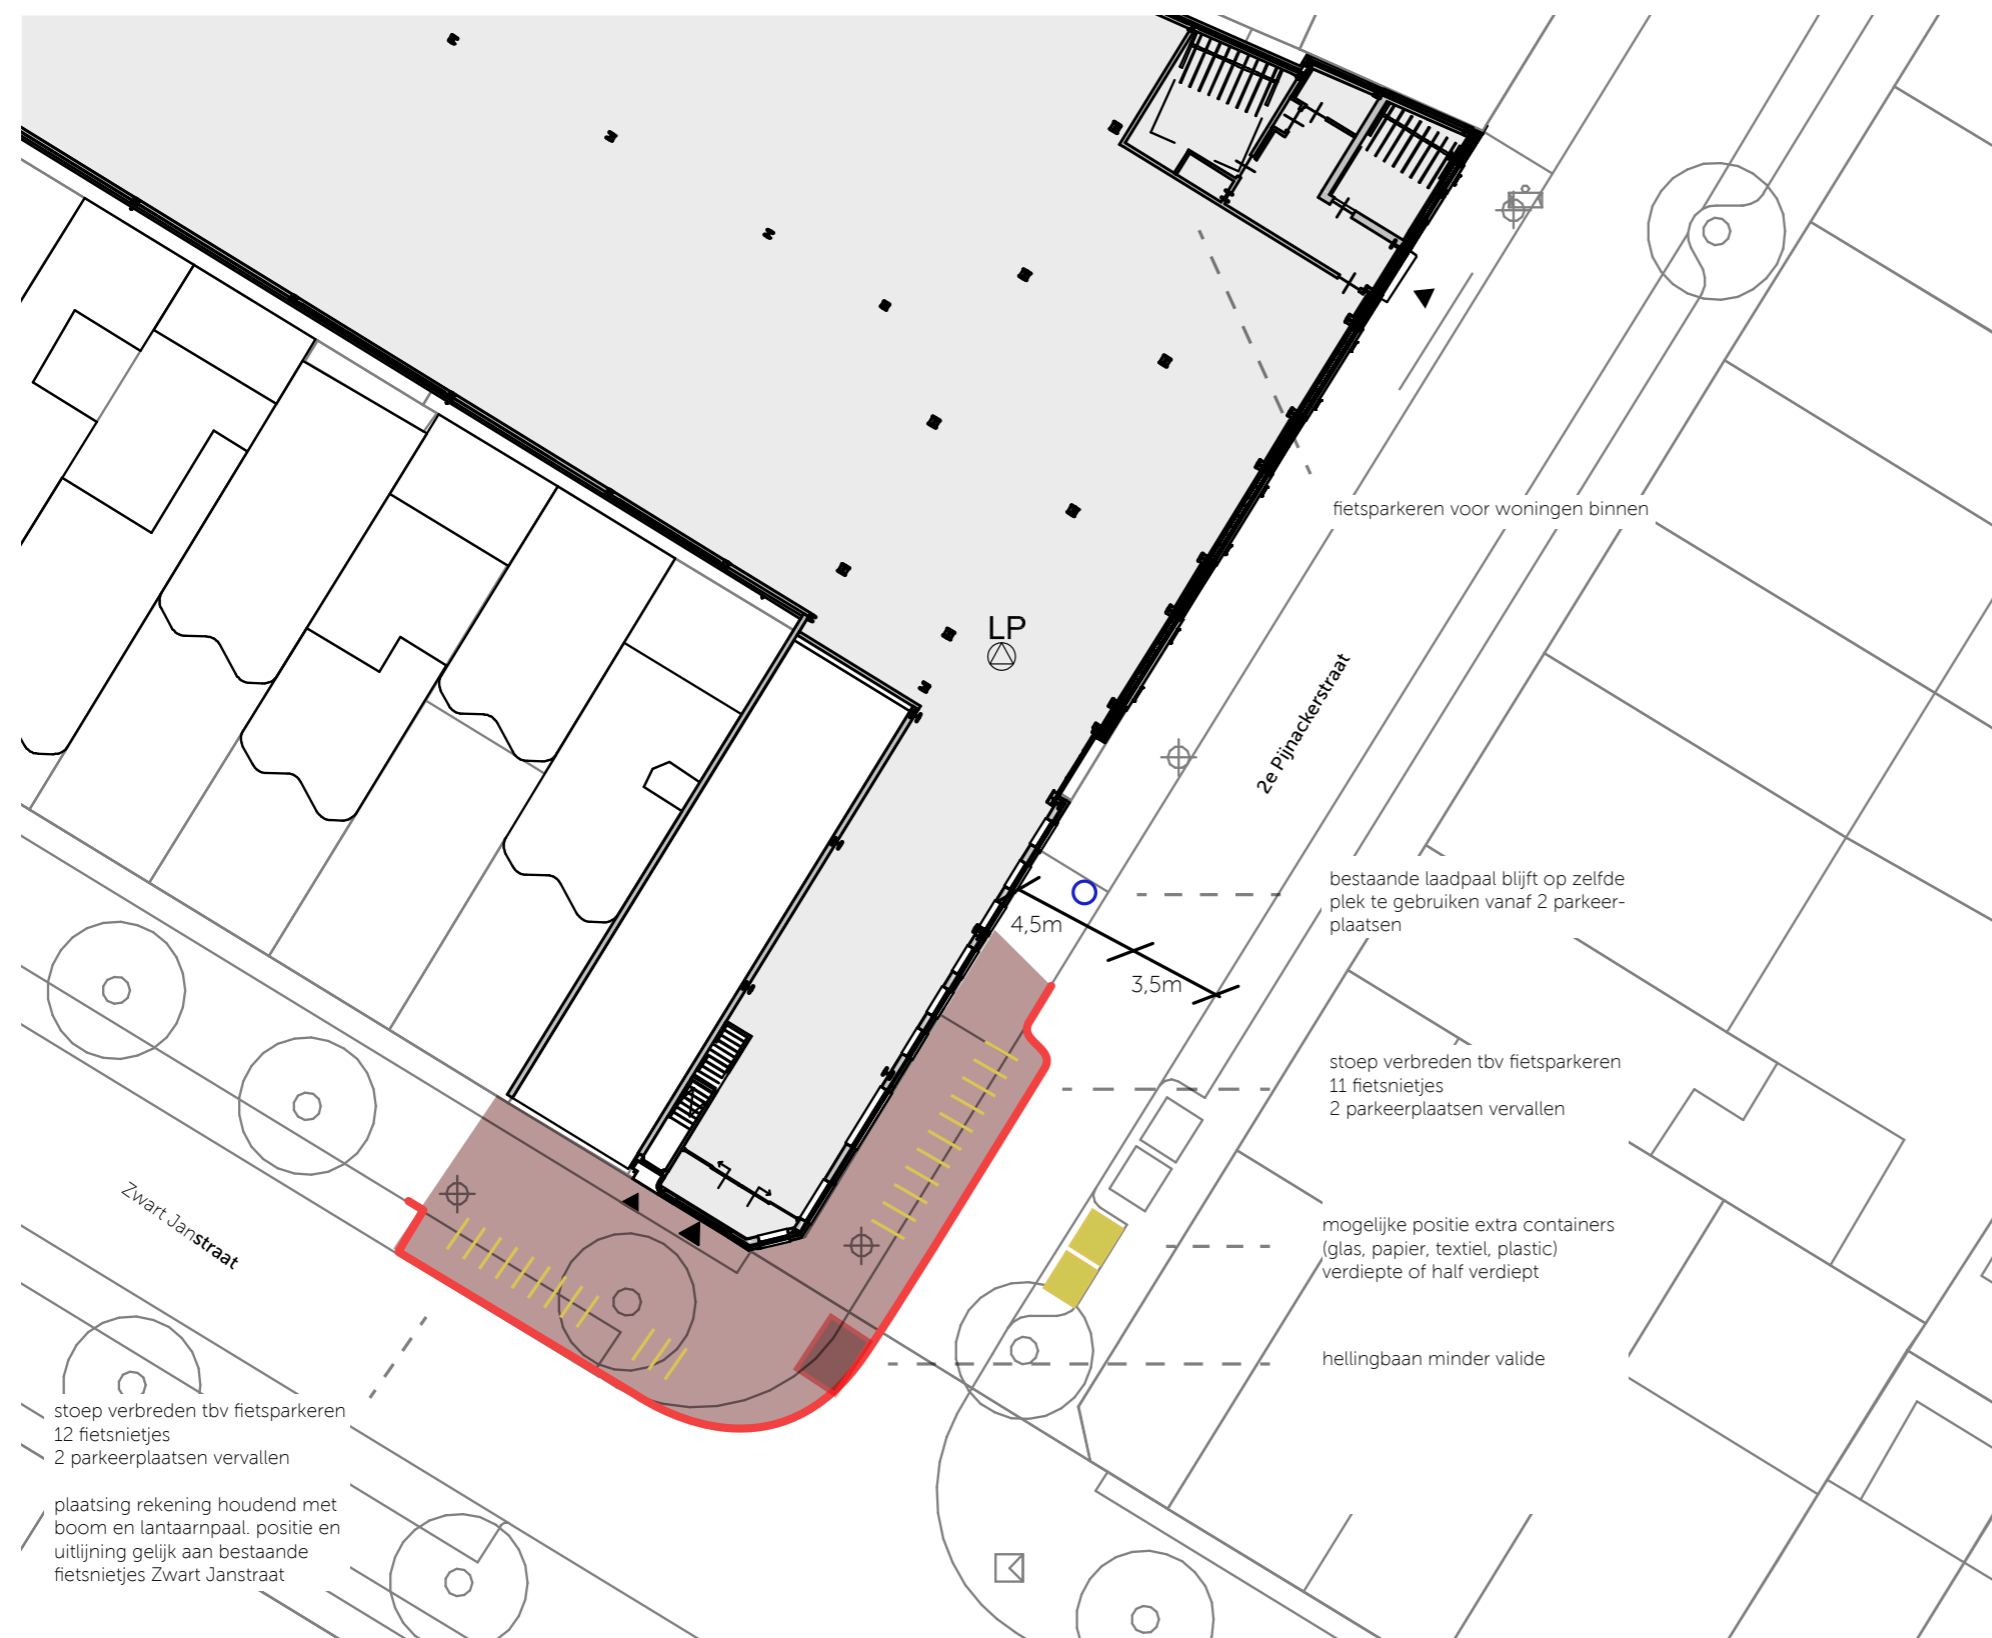 fietsparkeren voor woningen binnen
LP
2e Pijnackerstraat
bestaande laadpaal blijft op zelfde
plek te gebruiken vanaf 2 parkeer-
plaatsen
4,5m
3,5m
stoep verbreden tbv fietsparkeren
11 fietsnietjes
2 parkeerplaatsen vervallen
Zwart Janstraat
mogelijke positie extra containers
(glas, papier, textiel, plastic)
verdiepte of half verdiept
hellingbaan minder valide
stoep verbreden tbv fietsparkeren
12 fietsnietjes
2 parkeerplaatsen vervallen
plaatsing rekening houdend met
boom en lantaarnpaal. positie en
uitlijning gelijk aan bestaande
fietsnietjes Zwart Janstraat